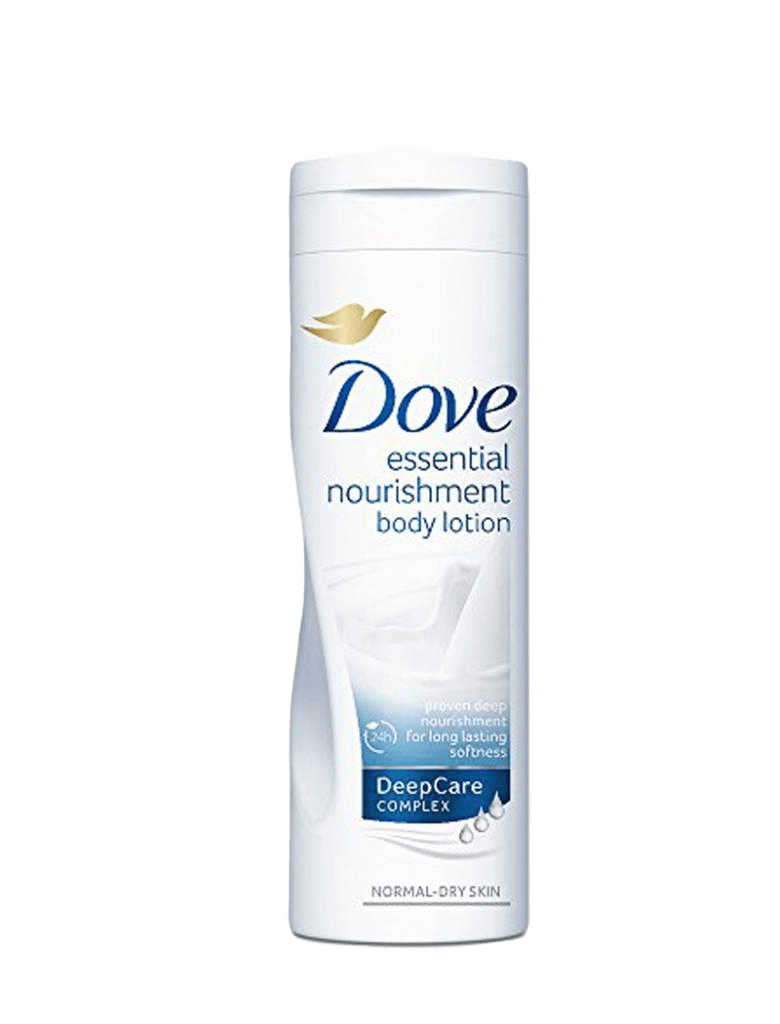 Dove
essential
nourishment
body lotion
proven deep
nourishment
24h for long lasting
softness
DeepCare
COMPLEX
NORMAL-DRY SKIN